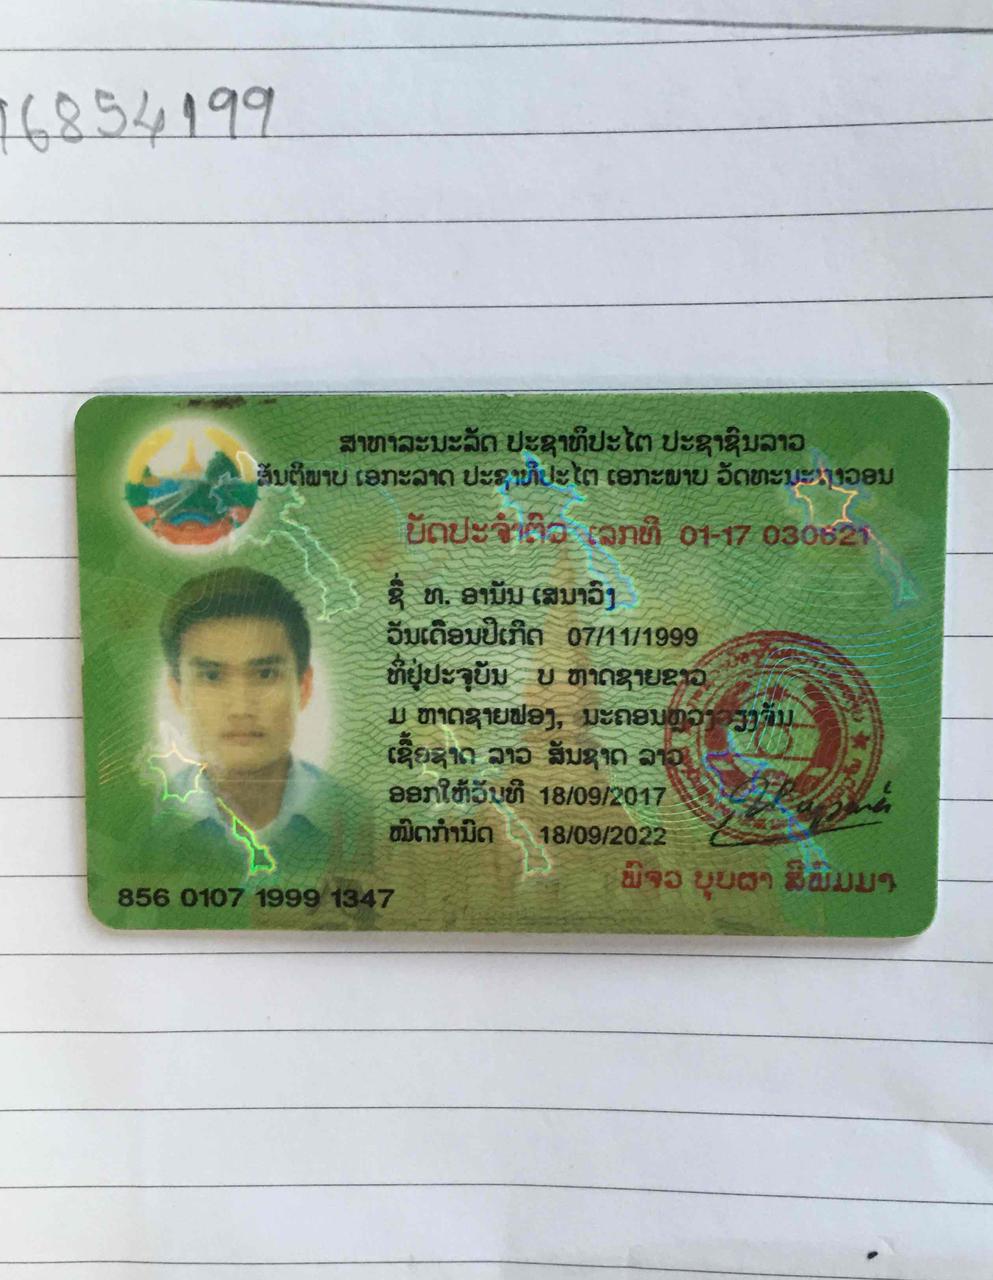 16854199
ສາທາລະນະລັດ ປະຊາທິປະໄຕ ປະຊາຊົນລາວ
ສັນຕິພາບ ເອກະລາດ ປະຊາທິປະໄຕ ເອກະພາບ ວັດທະນະຖາວອນ
ບັດປະຈຳຕົວ ເລກທີ 01-17 030621
ຊື່ ທ. ອານັນ ເສນາວົງ
ວັນເດືອນປີເກີດ 07/11/1999
ທີ່ຢູ່ປະຈຸບັນ ບ ຫາດຊາຍຂາວ
ມ ຫາດຊາຍຟອງ, ນະຄອນຫຼວງວຽງຈັນ
ເຊື້ອຊາດ ລາວ ສັນຊາດ ລາວ
ອອກໃຫ້ວັນທີ 18/09/2017
ໝົດກຳນົດ 18/09/2022
856 0107 1999 1347
ພົຈວ ບຸບຜາ ສີພິມມາ